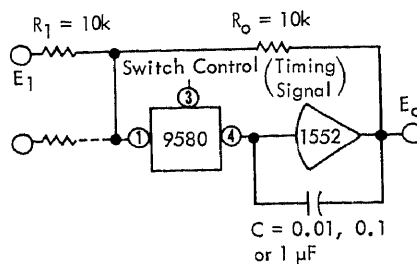 R₁ = 10k
Rₒ = 10k
E₁
Switch Control (Timing Signal)
③
Eₒ
① 9580 ④ 1552
C = 0.01, 0.1
or 1 μF